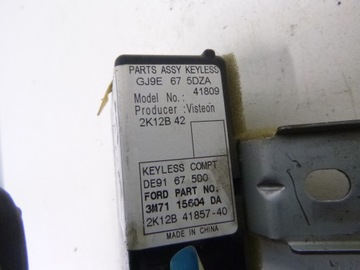 PARTS ASSY KEYLESS
GJ9E 67 5DZA
Model No.: 41809
Producer : Visteon
2K12B 42
KEYLESS COMPT
DE91 67 5D0
FORD PART NO.
3M71 15604 DA
2K12B 41857-40
MADE IN CHINA